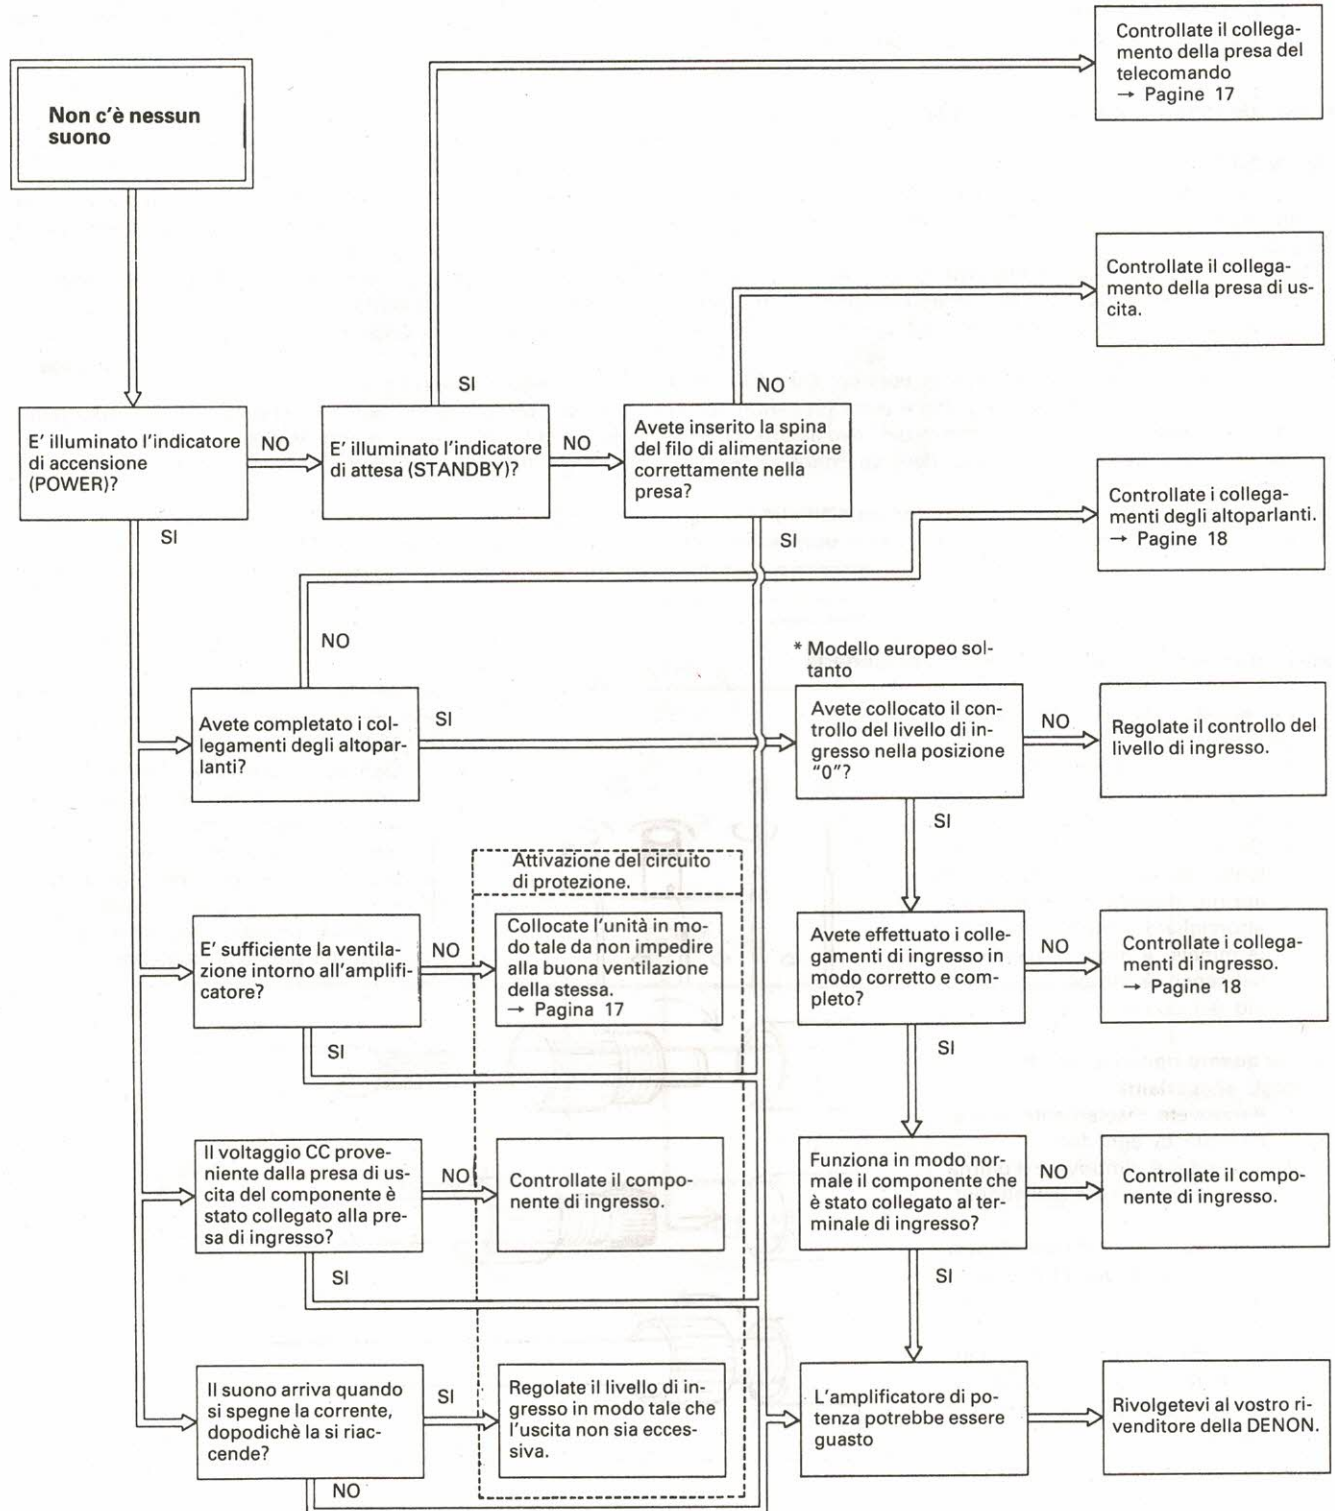 Non c'è nessun
suono
Controllate il collega-
mento della presa del
telecomando
→ Pagine 17
Controllate il collega-
mento della presa di us-
cita.
SI
NO
E' illuminato l'indicatore
di accensione
(POWER)?
NO
E' illuminato l'indicatore
di attesa (STANDBY)?
NO
Avete inserito la spina
del filo di alimentazione
correttamente nella
presa?
SI
SI
Controllate i collega-
menti degli altoparlanti.
→ Pagine 18
NO
* Modello europeo sol-
tanto
Avete completato i col-
legamenti degli altopar-
lanti?
SI
Avete collocato il con-
trollo del livello di in-
gresso nella posizione
"0"?
NO
Regolate il controllo del
livello di ingresso.
SI
Attivazione del circuito
di protezione.
E' sufficiente la ventila-
zione intorno all'amplifi-
catore?
NO
Collocate l'unità in mo-
do tale da non impedire
alla buona ventilazione
della stessa.
→ Pagina 17
Avete effettuato i colle-
gamenti di ingresso in
modo corretto e com-
pleto?
NO
Controllate i collega-
menti di ingresso.
→ Pagine 18
SI
SI
Il voltaggio CC prove-
niente dalla presa di us-
cita del componente è
stato collegato alla pre-
sa di ingresso?
NO
Controllate il compo-
nente di ingresso.
Funziona in modo nor-
male il componente che
è stato collegato al ter-
minale di ingresso?
NO
Controllate il compo-
nente di ingresso.
SI
SI
Il suono arriva quando
si spegne la corrente,
dopodichè la si riac-
cende?
SI
Regolate il livello di in-
gresso in modo tale che
l'uscita non sia ecces-
siva.
L'amplificatore di po-
tenza potrebbe essere
guasto
Rivolgetevi al vostro ri-
venditore della DENON.
NO